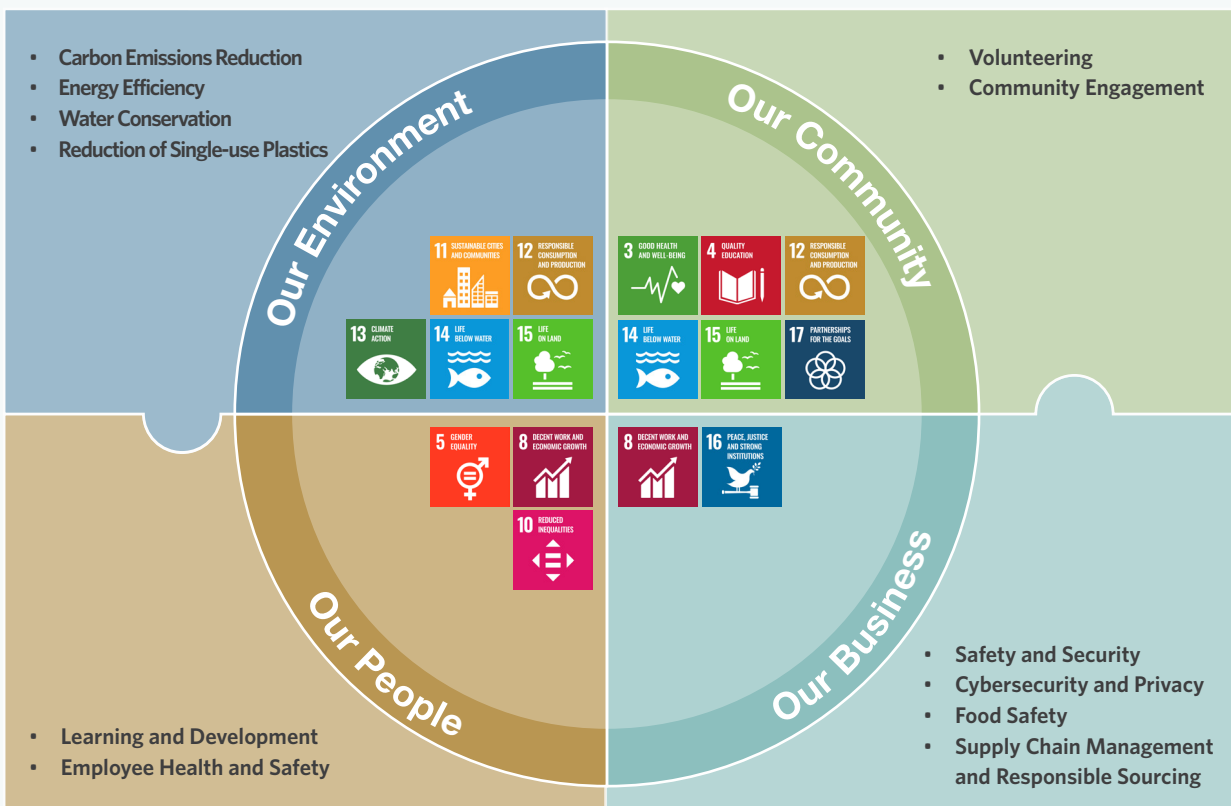 • Carbon Emissions Reduction
• Energy Efficiency
• Water Conservation
• Reduction of Single-use Plastics
Our Environment
11 SUSTAINABLE CITIES
AND COMMUNITIES
12 RESPONSIBLE
CONSUMPTION
AND PRODUCTION
13 CLIMATE
ACTION
14 LIFE
BELOW WATER
15 LIFE
ON LAND
• Volunteering
• Community Engagement
Our Community
3 GOOD HEALTH
AND WELL-BEING
4 QUALITY
EDUCATION
12 RESPONSIBLE
CONSUMPTION
AND PRODUCTION
14 LIFE
BELOW WATER
15 LIFE
ON LAND
17 PARTNERSHIPS
FOR THE GOALS
5 GENDER
EQUALITY
8 DECENT WORK AND
ECONOMIC GROWTH
10 REDUCED
INEQUALITIES
Our People
• Learning and Development
• Employee Health and Safety
8 DECENT WORK AND
ECONOMIC GROWTH
16 PEACE, JUSTICE
AND STRONG
INSTITUTIONS
Our Business
• Safety and Security
• Cybersecurity and Privacy
• Food Safety
• Supply Chain Management
and Responsible Sourcing